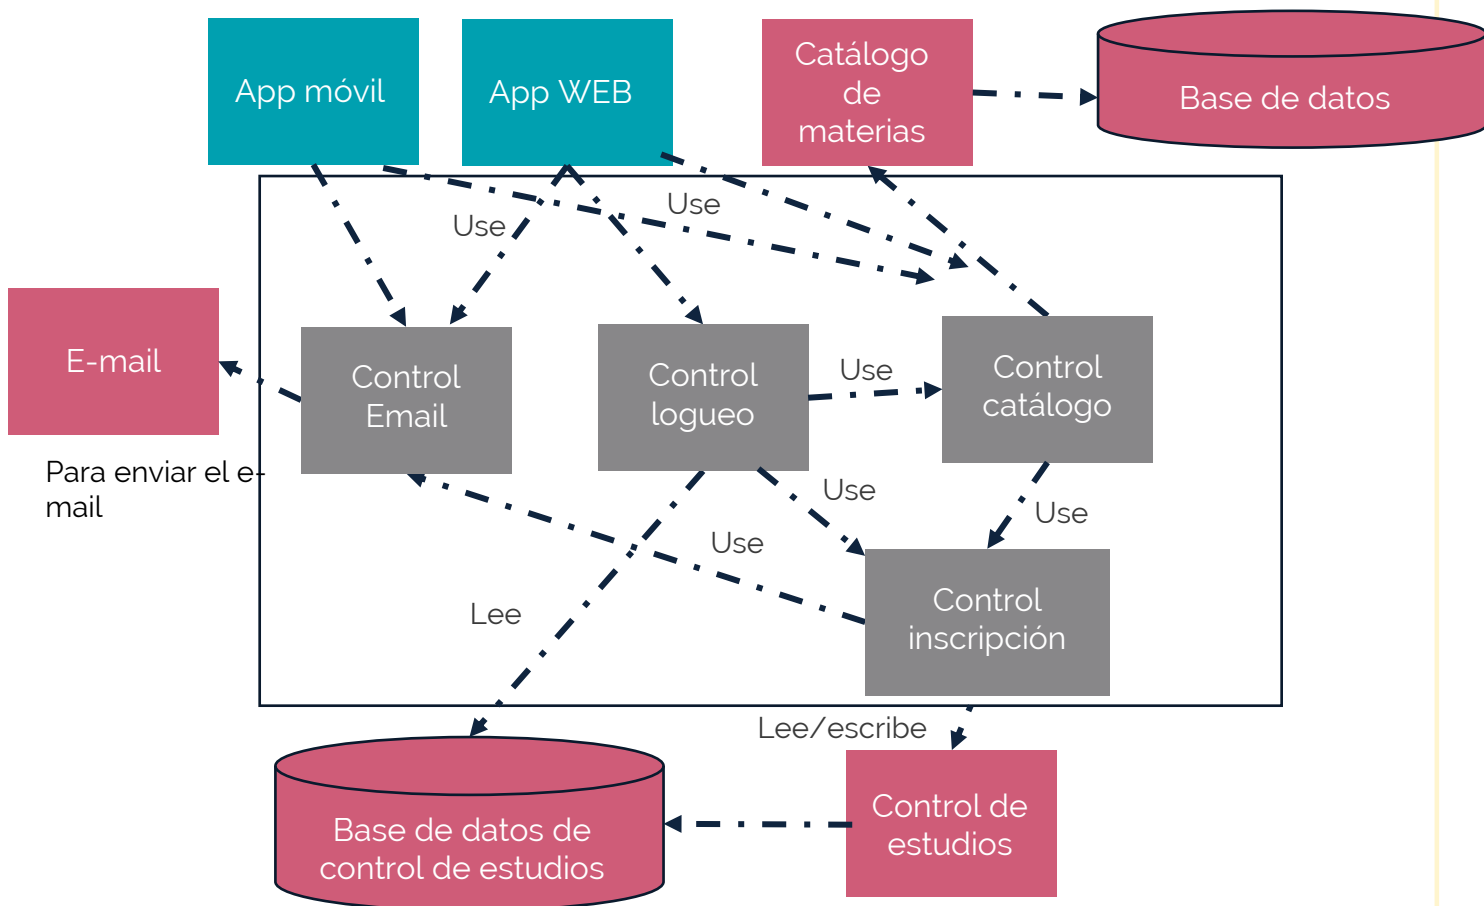 App móvil
App WEB
Catálogo
de
materias
Base de datos
Use
Use
E-mail
Control
Email
Control
logueo
Use
Control
catálogo
Para enviar el e-
mail
Use
Use
Use
Control
inscripción
Lee
Lee/escribe
Base de datos de
control de estudios
Control de
estudios